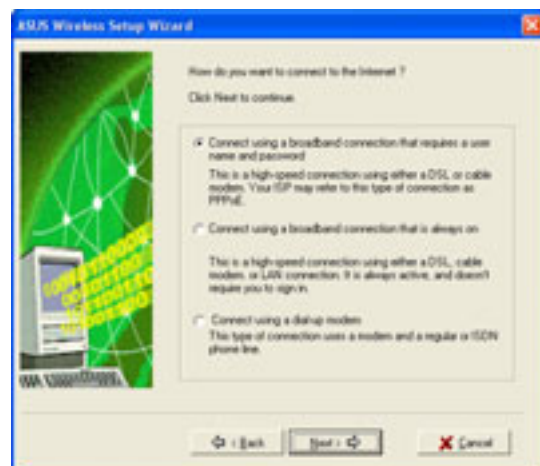 ASUS Wireless Setup Wizard
How do you want to connect to the Internet ?
Click Next to continue.
Connect using a broadband connection that requires a user
name and password
This is a high-speed connection using either a DSL or cable
modem. Your ISP may refer to this type of connection as
PPPoE.
Connect using a broadband connection that is always on
This is a high-speed connection using either a DSL, cable
modem, or LAN connection. It is always active, and doesn't
require you to sign in.
Connect using a dial-up modem
This type of connection uses a modem and a regular or ISDN
phone line.
< Back
Next >
Cancel